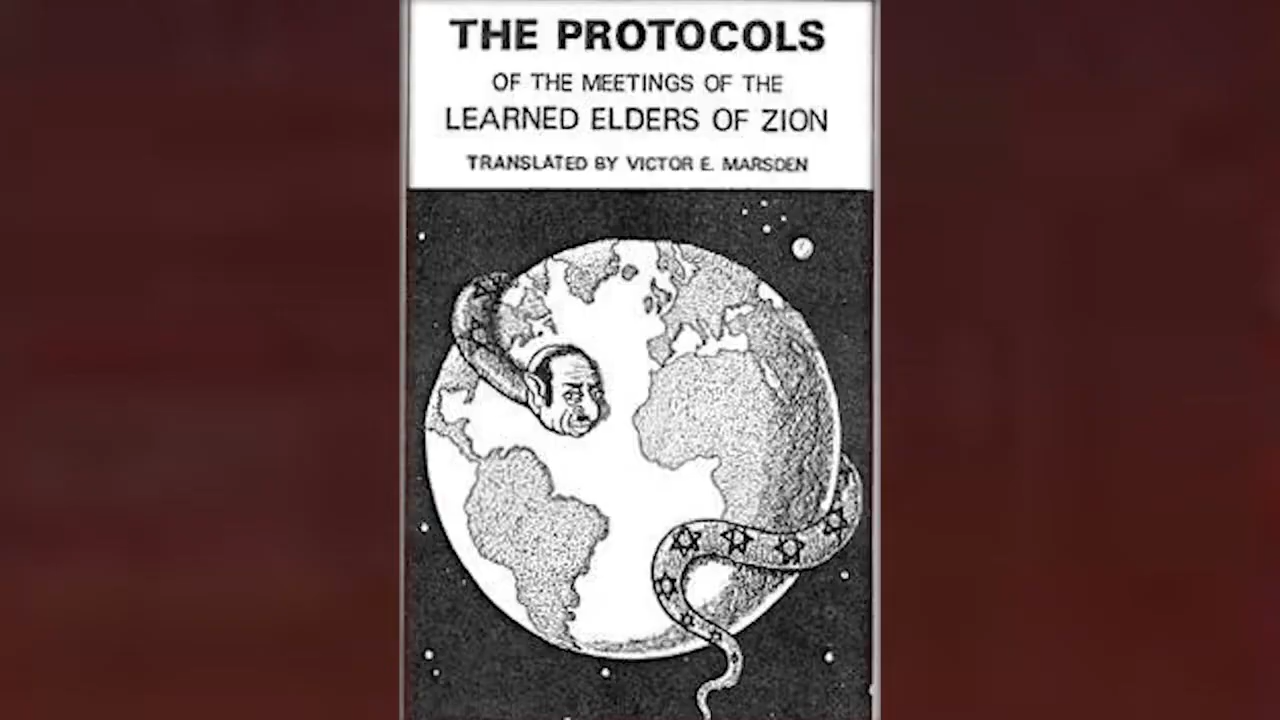 THE PROTOCOLS
OF THE MEETINGS OF THE
LEARNED ELDERS OF ZION
TRANSLATED BY VICTOR E. MARSDEN